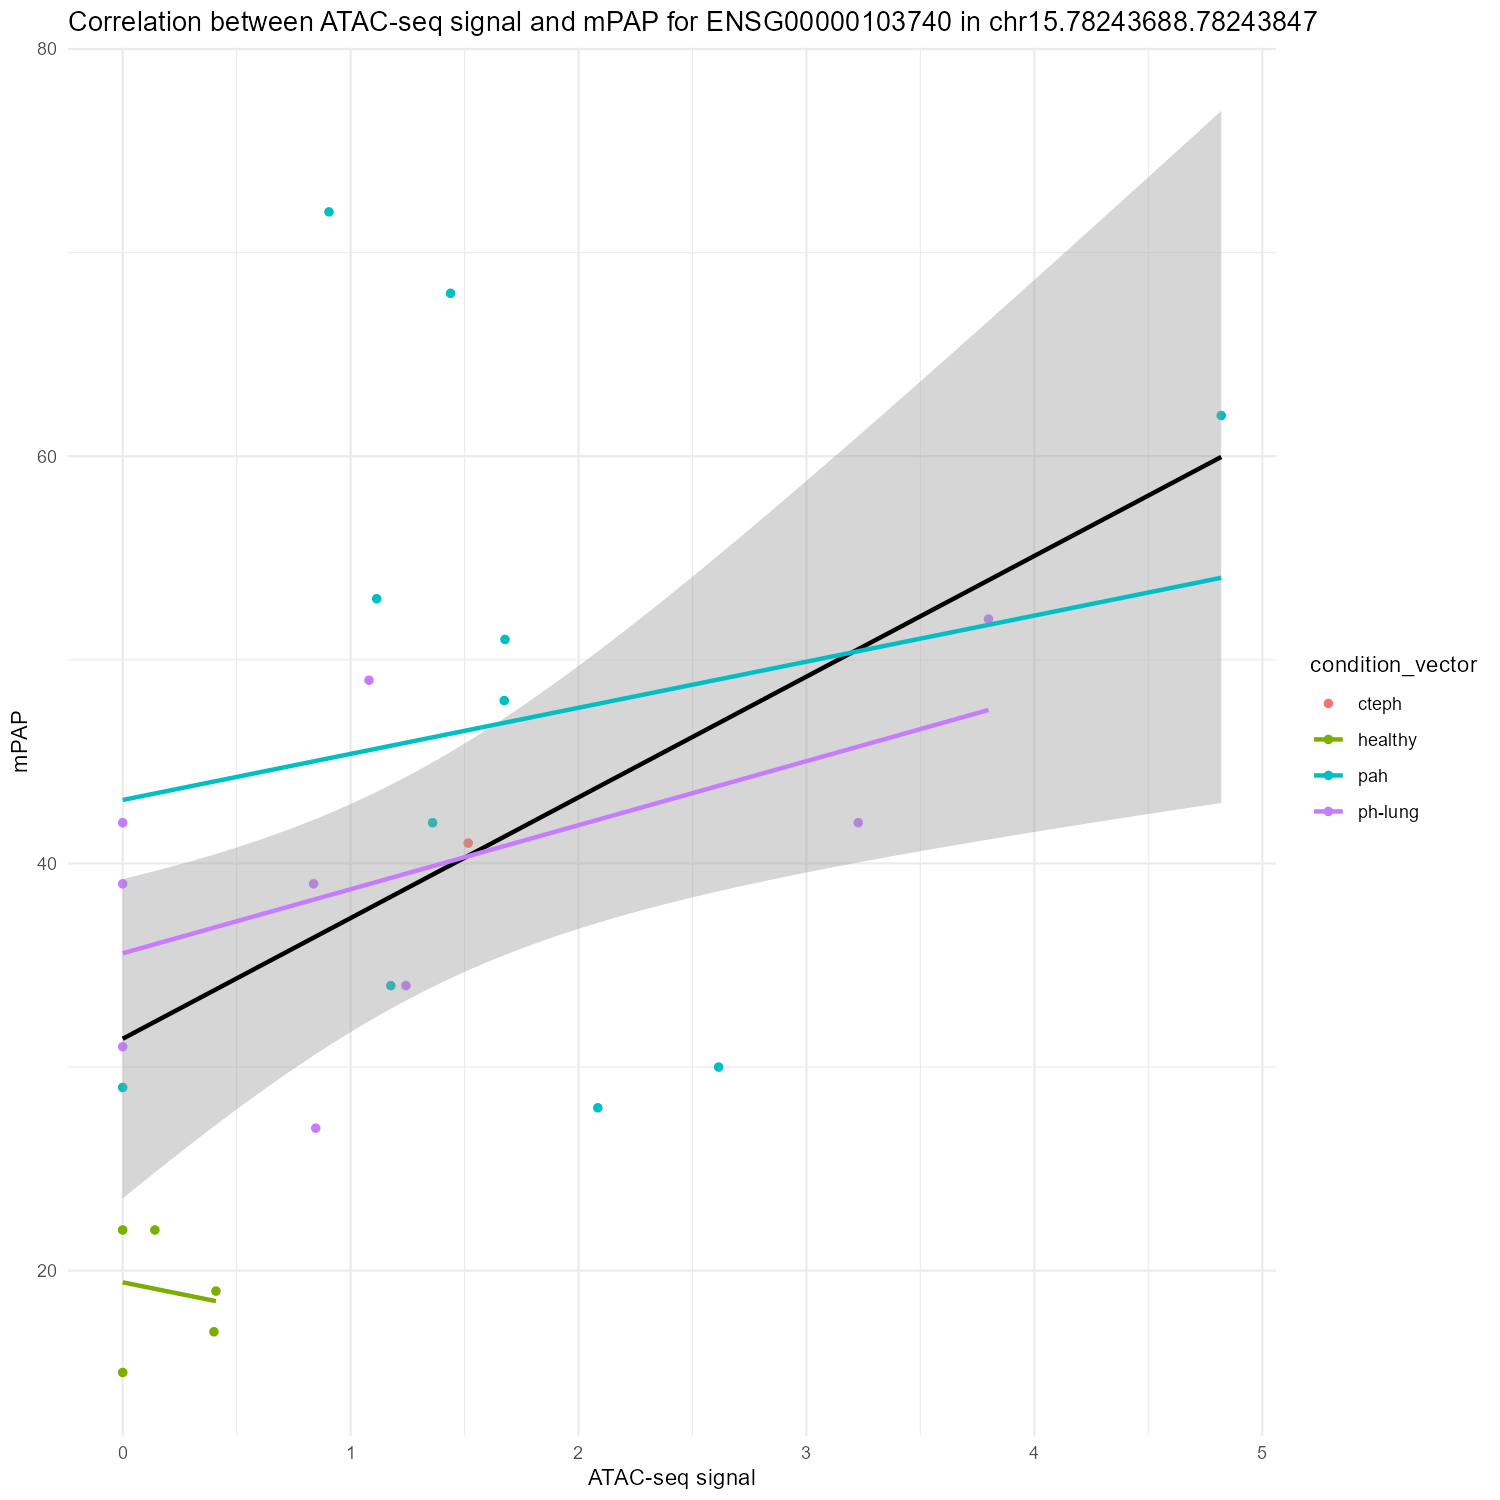 Correlation between ATAC-seq signal and mPAP for ENSG00000103740 in chr15.78243688.78243847
80
60
40
20
mPAP
0 1 2 3 4 5
ATAC-seq signal
condition_vector
cteph
healthy
pah
ph-lung